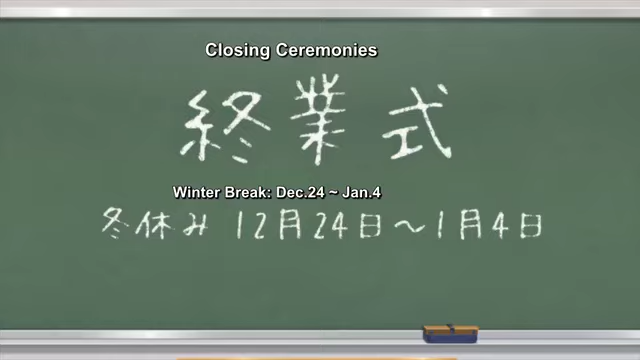 Closing Ceremonies
終業式
Winter Break: Dec.24 ~ Jan.4
冬休み 12月24日～1月4日